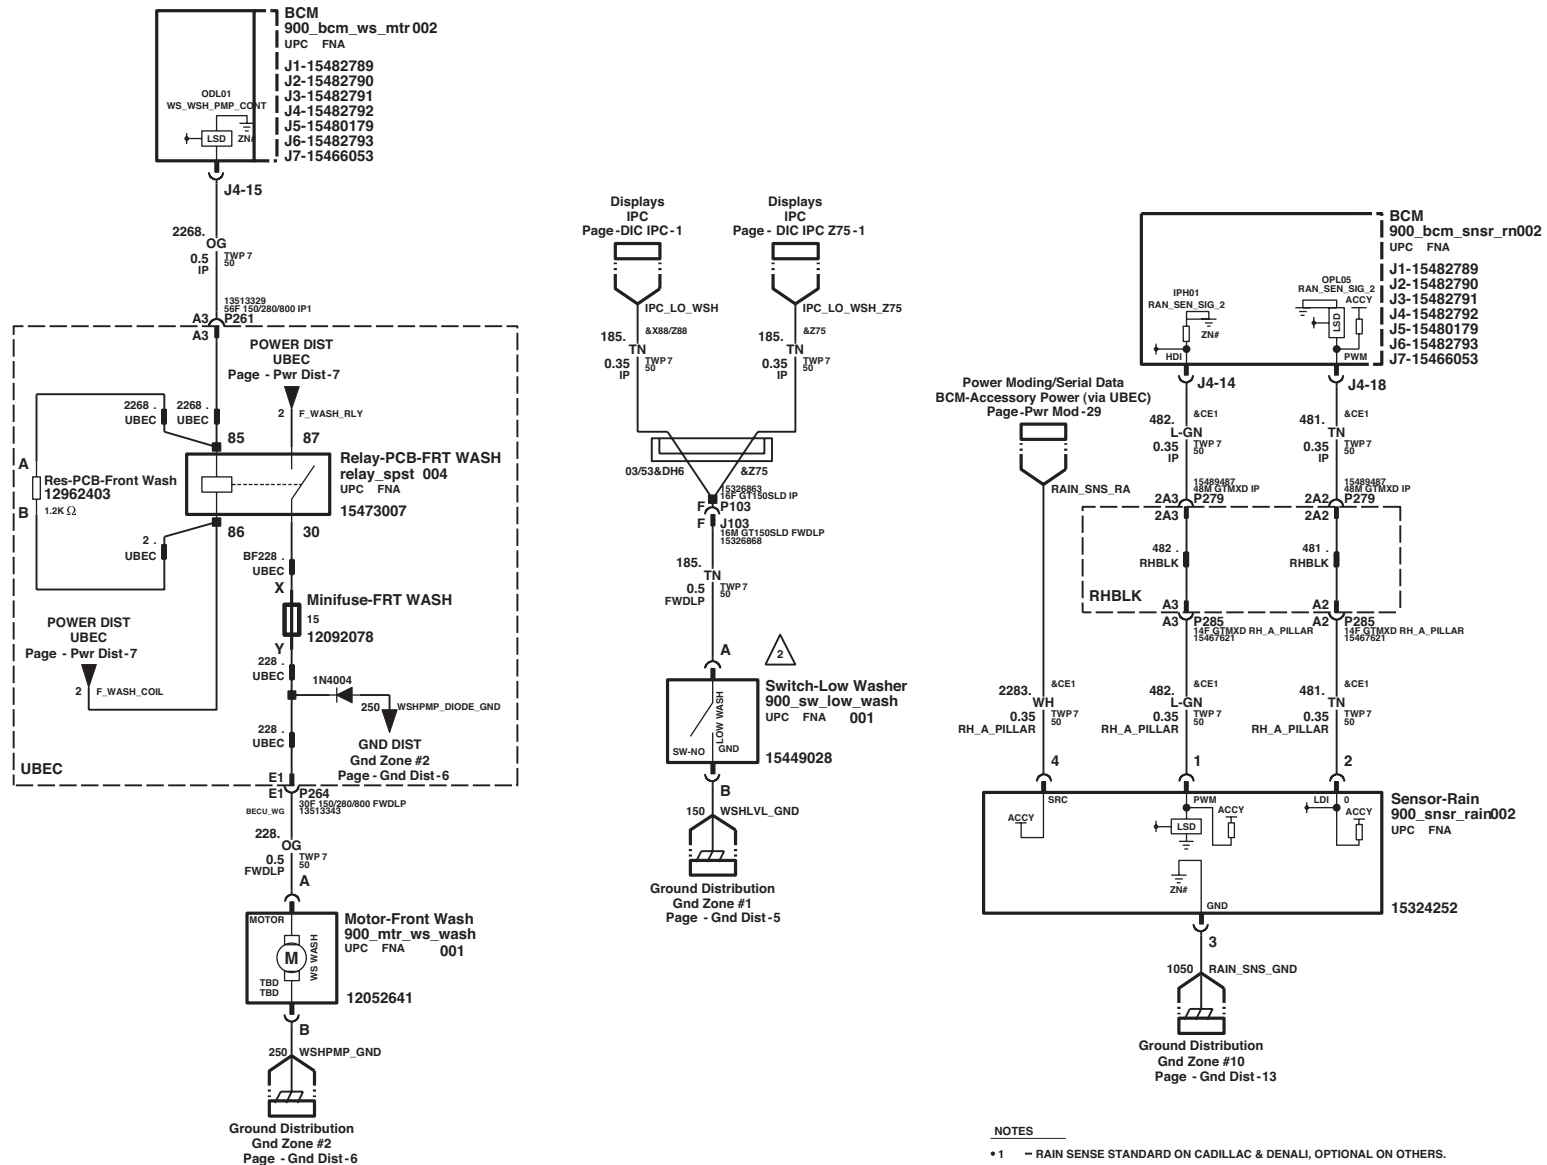 BCM
900_bcm_ws_mtr002
UPC FNA
J1-15482789
J2-15482790
J3-15482791
J4-15482792
J5-15480179
J6-15482793
J7-15466053
ODL01
WS_WSH_PMP_CONT
LSD
ZN#
J4-15
2268.
OG
0.5
IP
TWP 7
50
13513329
56F 150/280/800 IP1
A3
P261
A3
POWER DIST
UBEC
Page - Pwr Dist-7
2268 .
UBEC
2268 .
UBEC
2
F_WASH_RLY
85
87
A
Res-PCB-Front Wash
12962403
B
1.2K Ω
Relay-PCB-FRT WASH
relay_spst 004
UPC FNA
15473007
86
30
2 .
UBEC
BF228 .
UBEC
X
Minifuse-FRT WASH
15
12092078
Y
POWER DIST
UBEC
Page - Pwr Dist-7
2
F_WASH_COIL
228 .
UBEC
1N4004
250
WSHPMP_DIODE_GND
228 .
UBEC
GND DIST
Gnd Zone #2
Page - Gnd Dist-6
UBEC
E1
E1
P264
30F 150/280/800 FWDLP
13513343
BECU_WG
228.
OG
0.5
FWDLP
TWP 7
50
A
MOTOR
M
WS WASH
TBD
TBD
Motor-Front Wash
900_mtr_ws_wash
UPC FNA 001
12052641
B
250
WSHPMP_GND
Ground Distribution
Gnd Zone #2
Page - Gnd Dist-6
Displays
IPC
Page-DIC IPC-1
Displays
IPC
Page - DIC IPC Z75-1
IPC_LO_WSH
IPC_LO_WSH_Z75
185.
&X88/Z88
TN
0.35
IP
TWP 7
50
185.
&Z75
TN
0.35
IP
TWP 7
50
03/53&DH6
&Z75
15326863
16F GT150SLD IP
F
P103
F
J103
16M GT150SLD FWDLP
15326868
185.
TN
0.5
FWDLP
TWP 7
50
A
2
LOW WASH
SW-NO
GND
Switch-Low Washer
900_sw_low_wash
UPC FNA 001
15449028
B
150
WSHLVL_GND
Ground Distribution
Gnd Zone #1
Page - Gnd Dist-5
BCM
900_bcm_snsr_rn002
UPC FNA
J1-15482789
J2-15482790
J3-15482791
J4-15482792
J5-15480179
J6-15482793
J7-15466053
IPH01
RAN_SEN_SIG_2
ZN#
HDI
OPL05
RAN_SEN_SIG_2
ACCY
LSD
PWM
J4-14
J4-18
Power Moding/Serial Data
BCM-Accessory Power (via UBEC)
Page-Pwr Mod-29
RAIN_SNS_RA
&CE1
482.
L-GN
0.35
IP
TWP 7
50
&CE1
481.
TN
0.35
IP
TWP 7
50
15489487
48M GTMXD IP
2A3
P279
2A3
15489487
48M GTMXD IP
2A2
P279
2A2
482 .
RHBLK
481 .
RHBLK
RHBLK
A3
A3
P285
14F GTMXD RH_A_PILLAR
15467621
A2
A2
P285
14F GTMXD RH_A_PILLAR
15467621
&CE1
2283.
WH
0.35
RH_A_PILLAR
TWP 7
50
&CE1
482.
L-GN
0.35
RH_A_PILLAR
TWP 7
50
&CE1
481.
TN
0.35
RH_A_PILLAR
TWP 7
50
4
1
2
SRC
ACCY
PWM
ACCY
LSD
LDI
0
ACCY
ZN#
GND
Sensor-Rain
900_snsr_rain002
UPC FNA
15324252
3
1050
RAIN_SNS_GND
Ground Distribution
Gnd Zone #10
Page - Gnd Dist-13
NOTES
• 1 – RAIN SENSE STANDARD ON CADILLAC & DENALI, OPTIONAL ON OTHERS.